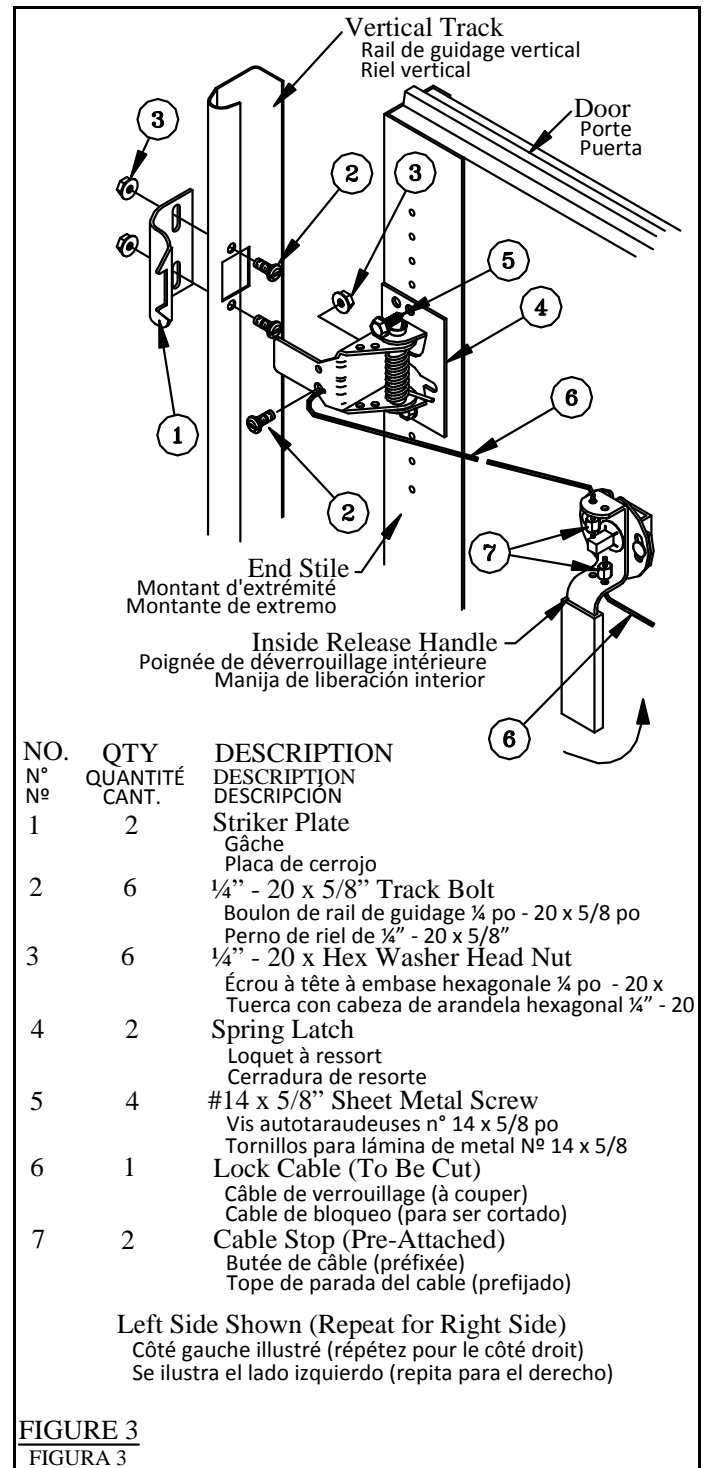 Vertical Track
Rail de guidage vertical
Riel vertical
Door
Porte
Puerta
3
2
3
5
4
1
6
2
7
End Stile
Montant d'extrémité
Montante de extremo
Inside Release Handle
Poignée de déverrouillage intérieure
Manija de liberación interior
6
NO. QTY DESCRIPTION
N° QUANTITÉ DESCRIPTION
Nº CANT. DESCRIPCIÓN
1 2 Striker Plate
Gâche
Placa de cerrojo
2 6 ¼” - 20 x 5/8” Track Bolt
Boulon de rail de guidage ¼ po - 20 x 5/8 po
Perno de riel de ¼” - 20 x 5/8”
3 6 ¼” - 20 x Hex Washer Head Nut
Écrou à tête à embase hexagonale ¼ po - 20 x
Tuerca con cabeza de arandela hexagonal ¼” - 20
4 2 Spring Latch
Loquet à ressort
Cerradura de resorte
5 4 #14 x 5/8” Sheet Metal Screw
Vis autotaraudeuses n° 14 x 5/8 po
Tornillos para lámina de metal Nº 14 x 5/8
6 1 Lock Cable (To Be Cut)
Câble de verrouillage (à couper)
Cable de bloqueo (para ser cortado)
7 2 Cable Stop (Pre-Attached)
Butée de câble (préfixée)
Tope de parada del cable (prefijado)
Left Side Shown (Repeat for Right Side)
Côté gauche illustré (répétez pour le côté droit)
Se ilustra el lado izquierdo (repita para el derecho)
FIGURE 3
FIGURA 3